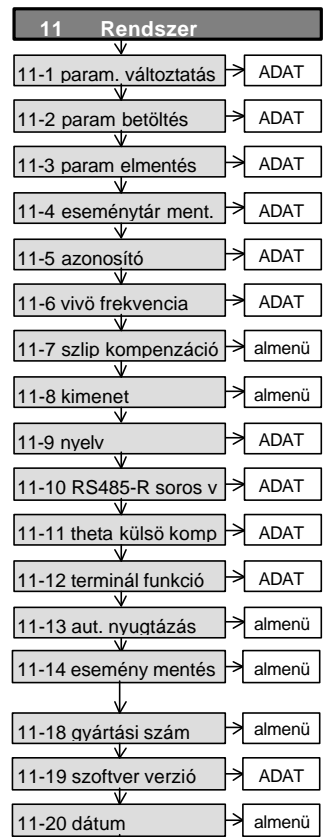 11 Rendszer
11-1 param. változtatás ADAT
11-2 param betöltés ADAT
11-3 param elmentés ADAT
11-4 eseménytár ment. ADAT
11-5 azonosító ADAT
11-6 vivö frekvencia ADAT
11-7 szlip kompenzáció almenü
11-8 kimenet almenü
11-9 nyelv ADAT
11-10 RS485-R soros v ADAT
11-11 theta külsö komp ADAT
11-12 terminál funkció ADAT
11-13 aut. nyugtázás almenü
11-14 esemény mentés almenü
11-18 gyártási szám almenü
11-19 szoftver verzió ADAT
11-20 dátum almenü